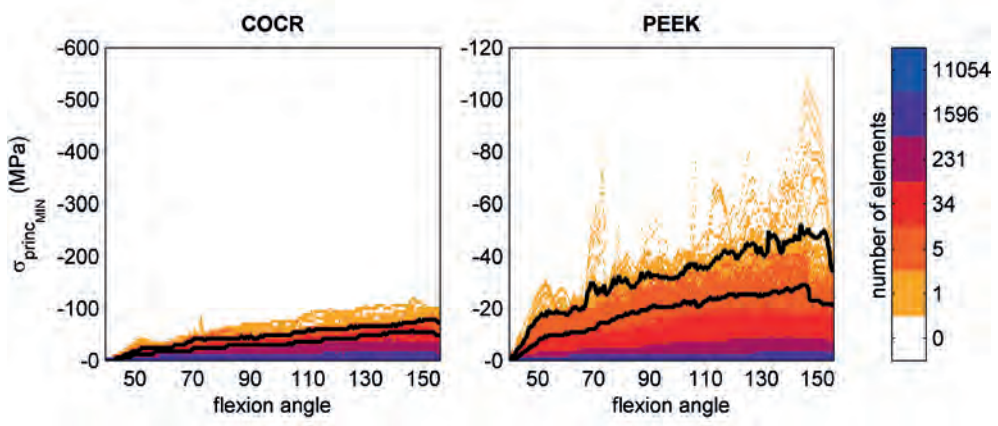 COCR
PEEK
σprincMIN (MPa)
-600
-500
-400
-300
-200
-100
-0
50 70 90 110 130 150
flexion angle
-120
-100
-80
-60
-40
-20
-0
50 70 90 110 130 150
flexion angle
number of elements
11054
1596
231
34
5
1
0